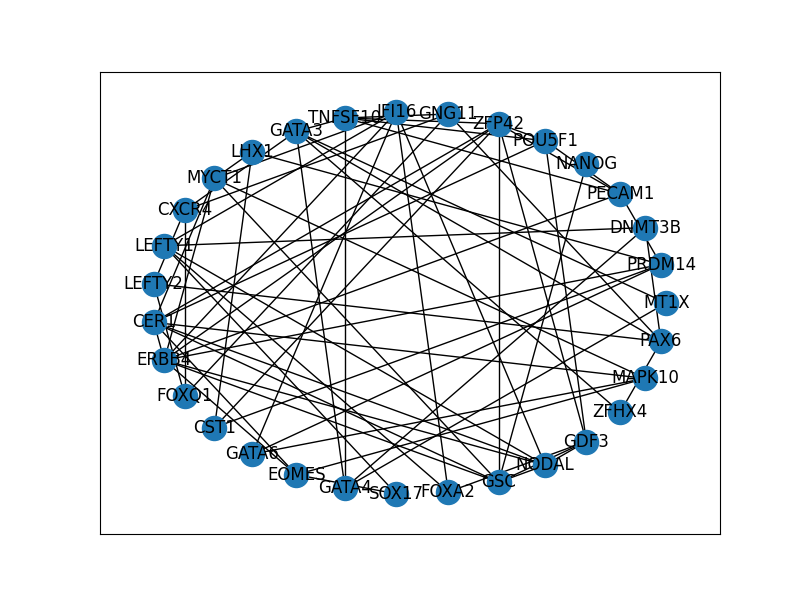 IFI16
GNG11
TNFSF10
ZFP42
GATA3
POU5F1
LHX1
NANOG
MYCT1
PECAM1
CXCR4
DNMT3B
LEFTY1
PRDM14
LEFTY2
MT1X
CER1
PAX6
ERBB4
MAPK10
FOXQ1
ZFHX4
CST1
GDF3
GATA6
NODAL
EOMES
GSC
GATA4
SOX17
FOXA2